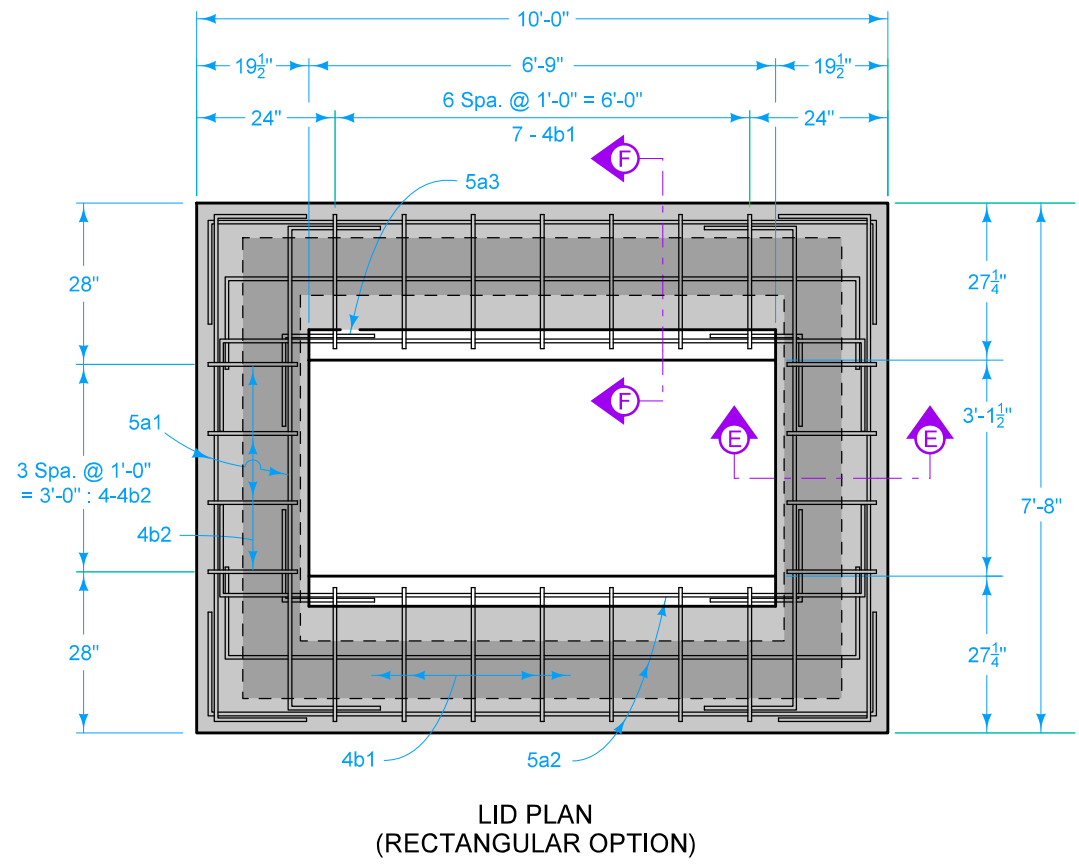 10'-0"
19½" 6'-9" 19½"
6 Spa. @ 1'-0" = 6'-0"
24" 24"
7 - 4b1
F
5a3
28"
27¼"
F
5a1
E E
3'-1½"
3 Spa. @ 1'-0"
= 3'-0" : 4-4b2
7'-8"
4b2
28"
27¼"
4b1
5a2
LID PLAN
(RECTANGULAR OPTION)